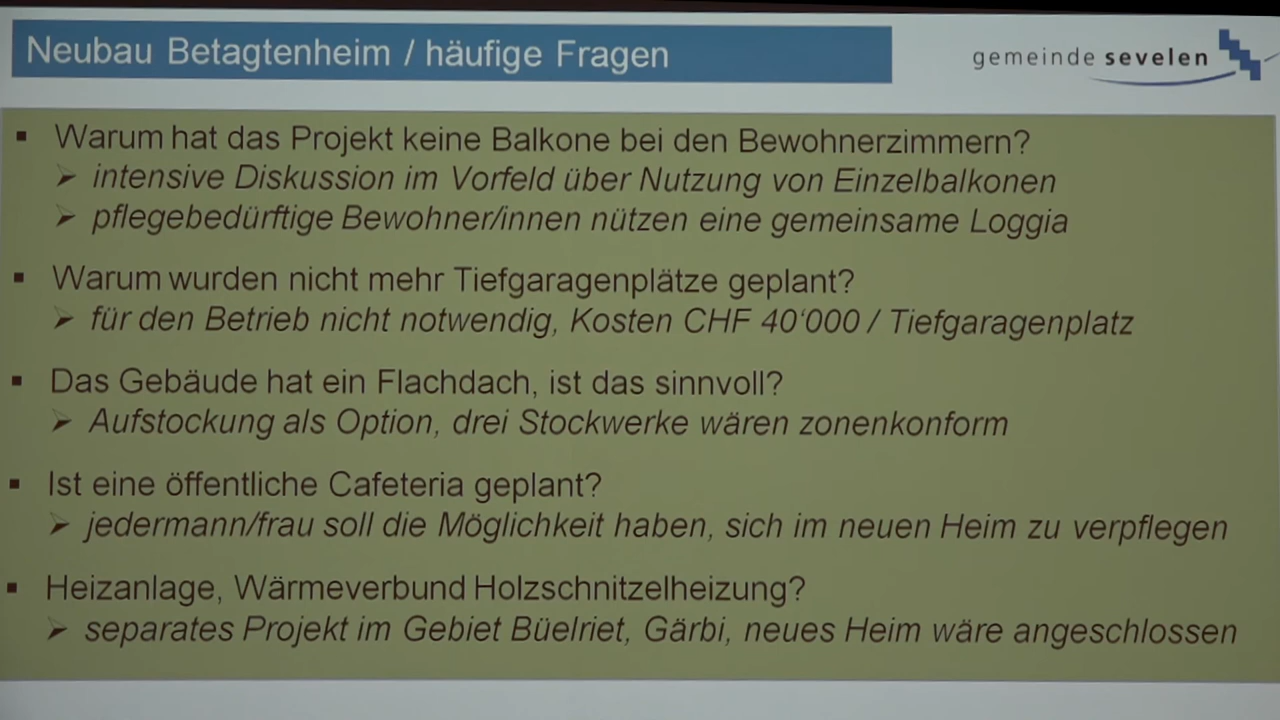 Neubau Betagtenheim / häufige Fragen
gemeinde sevelen
▪ Warum hat das Projekt keine Balkone bei den Bewohnerzimmern?
➢ intensive Diskussion im Vorfeld über Nutzung von Einzelbalkonen
➢ pflegebedürftige Bewohner/innen nützen eine gemeinsame Loggia
▪ Warum wurden nicht mehr Tiefgaragenplätze geplant?
➢ für den Betrieb nicht notwendig, Kosten CHF 40‘000 / Tiefgaragenplatz
▪ Das Gebäude hat ein Flachdach, ist das sinnvoll?
➢ Aufstockung als Option, drei Stockwerke wären zonenkonform
▪ Ist eine öffentliche Cafeteria geplant?
➢ jedermann/frau soll die Möglichkeit haben, sich im neuen Heim zu verpflegen
▪ Heizanlage, Wärmeverbund Holzschnitzelheizung?
➢ separates Projekt im Gebiet Büelriet, Gärbi, neues Heim wäre angeschlossen